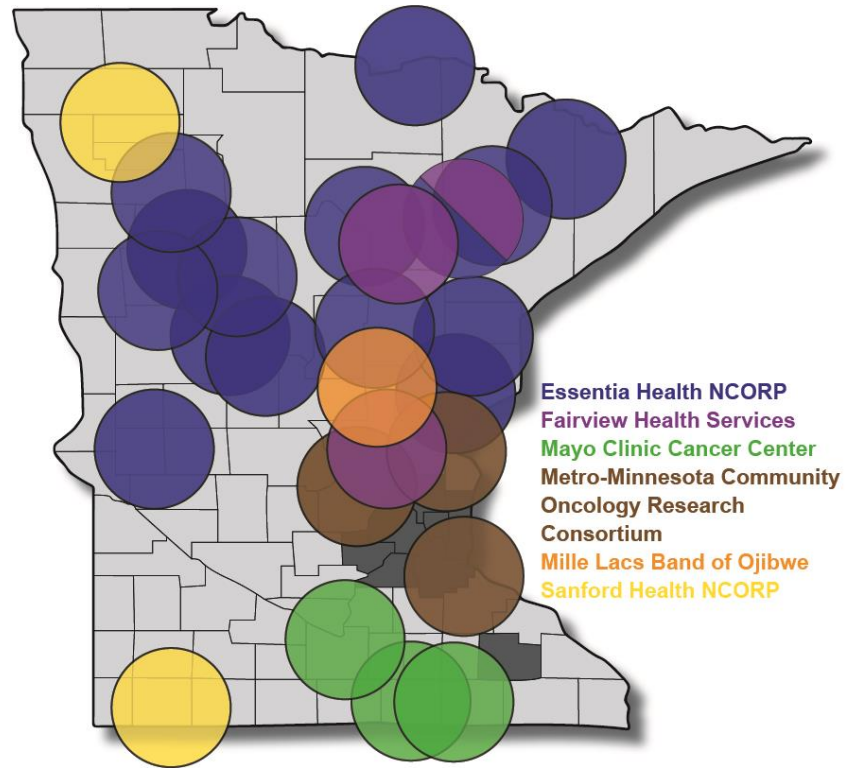 Essentia Health NCORP
Fairview Health Services
Mayo Clinic Cancer Center
Metro-Minnesota Community
Oncology Research
Consortium
Mille Lacs Band of Ojibwe
Sanford Health NCORP